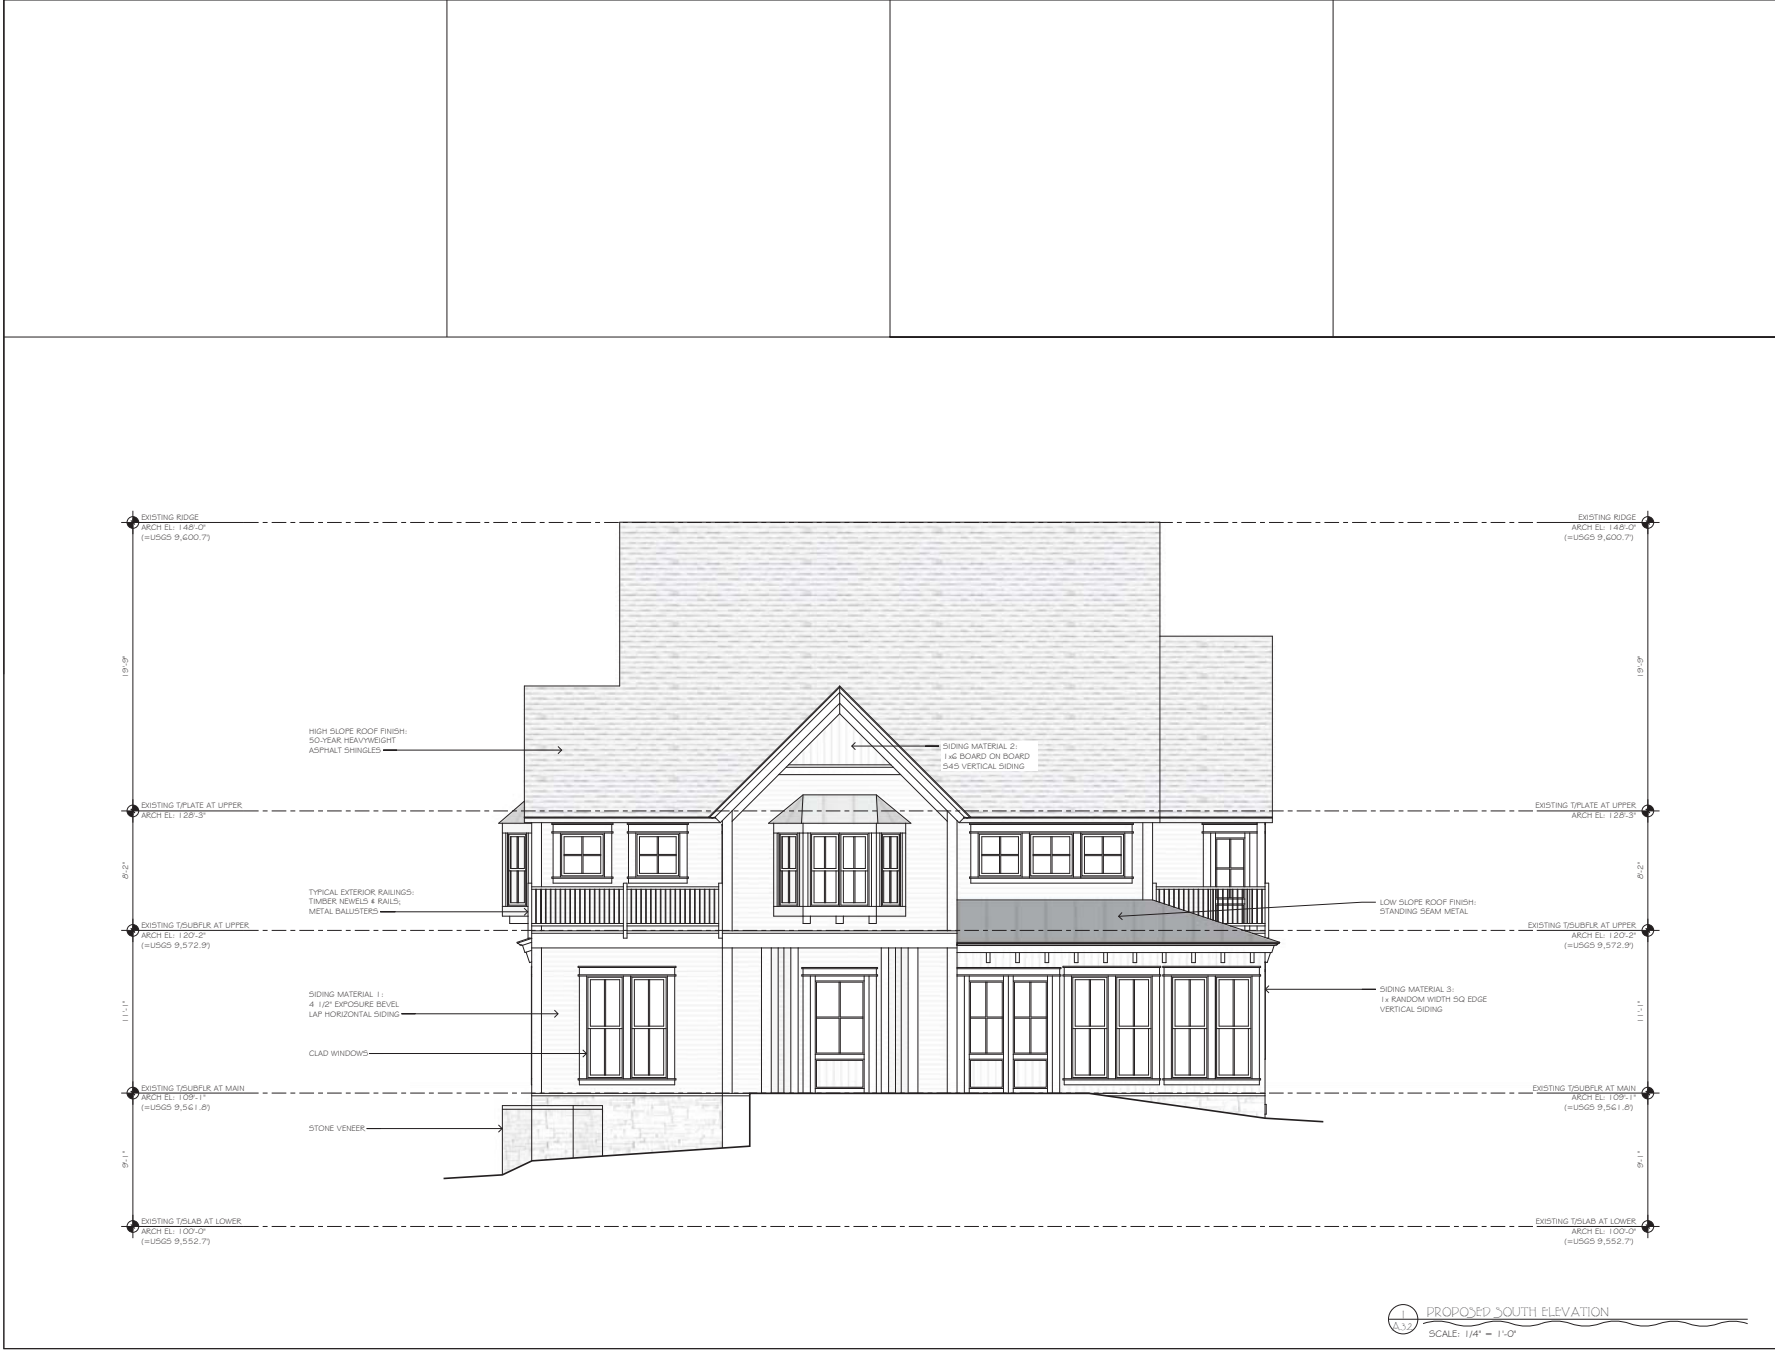 EXISTING RIDGE
ARCH EL: 148'-0"
(=USGS 9,600.7')
EXISTING RIDGE
ARCH EL: 148'-0"
(=USGS 9,600.7')
19'-9"
19'-9"
HIGH SLOPE ROOF FINISH:
50-YEAR HEAVYWEIGHT
ASPHALT SHINGLES
SIDING MATERIAL 2:
1x6 BOARD ON BOARD
S4S VERTICAL SIDING
EXISTING T/PLATE AT UPPER
ARCH EL: 128'-3"
EXISTING T/PLATE AT UPPER
ARCH EL: 128'-3"
8'-2"
8'-2"
TYPICAL EXTERIOR RAILINGS:
TIMBER NEWELS & RAILS;
METAL BALUSTERS
LOW SLOPE ROOF FINISH:
STANDING SEAM METAL
EXISTING T/SUBFLR AT UPPER
ARCH EL: 120'-2"
(=USGS 9,572.9')
EXISTING T/SUBFLR AT UPPER
ARCH EL: 120'-2"
(=USGS 9,572.9')
11'-1"
11'-1"
SIDING MATERIAL 1:
4 1/2" EXPOSURE BEVEL
LAP HORIZONTAL SIDING
SIDING MATERIAL 3:
1x RANDOM WIDTH SQ EDGE
VERTICAL SIDING
CLAD WINDOWS
EXISTING T/SUBFLR AT MAIN
ARCH EL: 109'-1"
(=USGS 9,561.8')
EXISTING T/SUBFLR AT MAIN
ARCH EL: 109'-1"
(=USGS 9,561.8')
STONE VENEER
9'-1"
9'-1"
EXISTING T/SLAB AT LOWER
ARCH EL: 100'-0"
(=USGS 9,552.7')
EXISTING T/SLAB AT LOWER
ARCH EL: 100'-0"
(=USGS 9,552.7')
1
A3.2
PROPOSED SOUTH ELEVATION
SCALE: 1/4" = 1'-0"